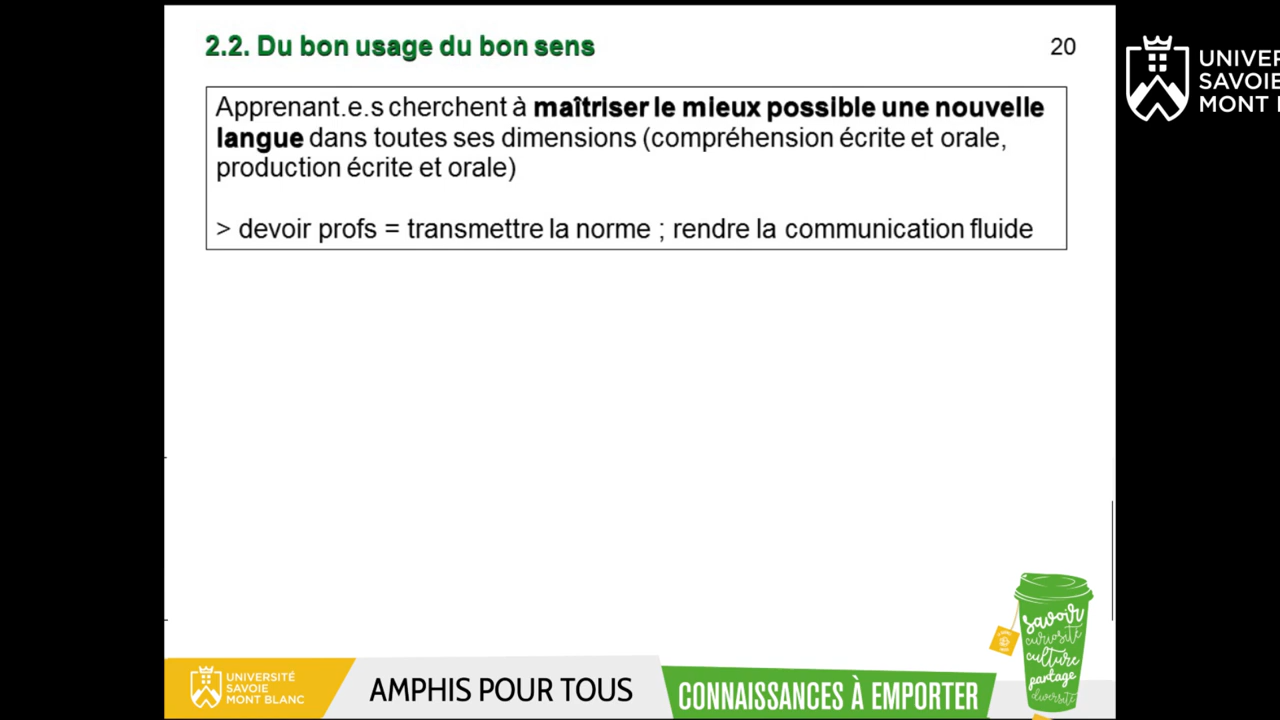 2.2. Du bon usage du bon sens
20
Apprenant.e.s cherchent à maîtriser le mieux possible une nouvelle
langue dans toutes ses dimensions (compréhension écrite et orale,
production écrite et orale)
> devoir profs = transmettre la norme ; rendre la communication fluide
SAVOIE
MONT
UNIVERSITÉ
SAVOIE
MONT BLANC
AMPHIS POUR TOUS
CONNAISSANCES À EMPORTER
savoir
curiosité
culture
partage
diversité